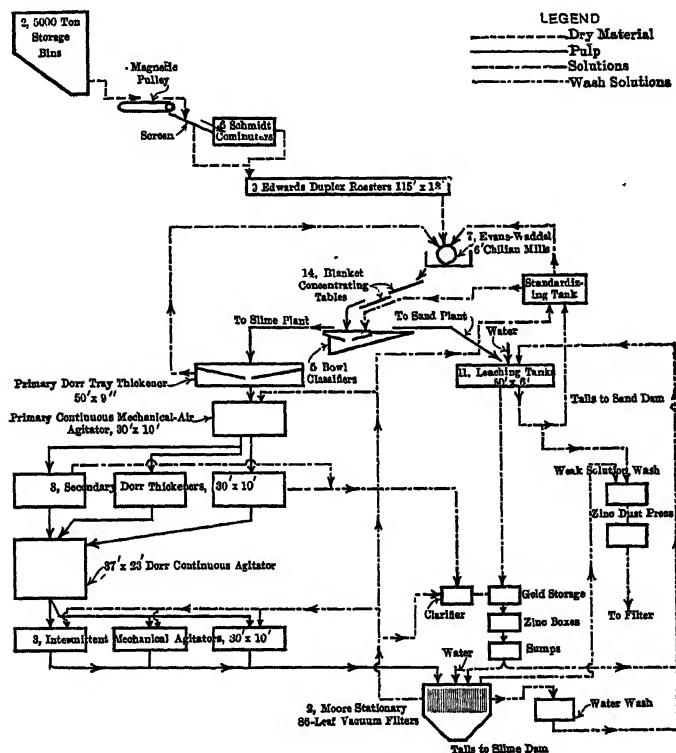 LEGEND
Dry Material
Pulp
Solutions
Wash Solutions
2, 5000 Ton
Storage
Bins
Magnetic
Pulley
Screen
6 Schmidt
Cominuters
3 Edwards Duplex Roasters 115' x 13'
7, Evans-Waddel
6' Chilian Mills
14, Blanket
Concentrating
Tables
Standardiz-
ing Tank
To Slime Plant
To Sand Plant
Water
5 Bowl
Classifiers
Primary Dorr Tray Thickener
50' x 9"
11, Leaching Tanks
50' x 6'
Tails to Sand Dam
Primary Continuous Mechanical-Air
Agitator, 30' x 10'
Weak Solution Wash
3, Secondary Dorr Thickeners, 30' x 10'
Zinc Dust Press
37' x 23' Dorr Continuous Agitator
Clarifier
Gold Storage
Zinc Boxes
To Filter
3, Intermittent Mechanical Agitators, 30' x 10'
Sumps
Water
2, Moore Stationary
86-Leaf Vacuum Filters
Water Wash
Tails to Slime Dam